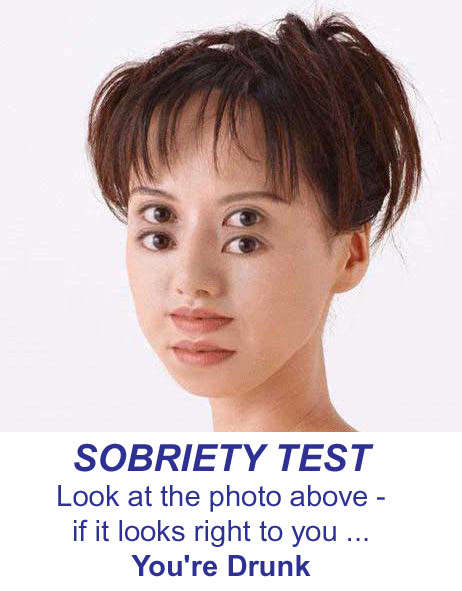 SOBRIETY TEST
Look at the photo above -
if it looks right to you ...
You're Drunk